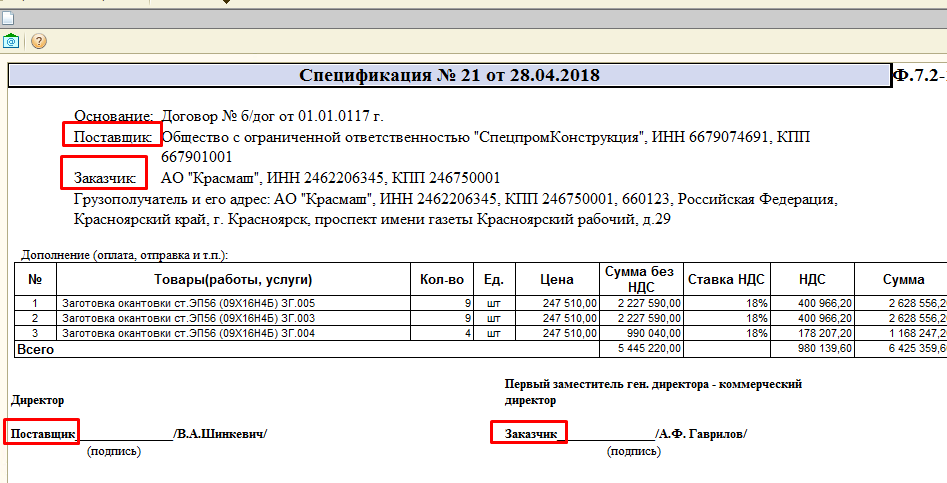 Спецификация № 21 от 28.04.2018 Ф.7.2-
Основание: Договор № 6/дог от 01.01.0117 г.
Поставщик: Общество с ограниченной ответственностью "СпецпромКонструкция", ИНН 6679074691, КПП
667901001
Заказчик: АО "Красмаш", ИНН 2462206345, КПП 246750001
Грузополучатель и его адрес: АО "Красмаш", ИНН 2462206345, КПП 246750001, 660123, Российская Федерация,
Красноярский край, г. Красноярск, проспект имени газеты Красноярский рабочий, д.29
Дополнение (оплата, отправка и т.п.):
№ Товары(работы, услуги) Кол-во Ед. Цена Сумма без НДС Ставка НДС НДС Сумма
1 Заготовка окантовки ст.ЭП56 (09Х16Н4Б) ЗГ.005 9 шт 247 510,00 2 227 590,00 18% 400 966,20 2 628 556,2
2 Заготовка окантовки ст.ЭП56 (09Х16Н4Б) ЗГ.003 9 шт 247 510,00 2 227 590,00 18% 400 966,20 2 628 556,2
3 Заготовка окантовки ст.ЭП56 (09Х16Н4Б) ЗГ.004 4 шт 247 510,00 990 040,00 18% 178 207,20 1 168 247,2
Всего 5 445 220,00 980 139,60 6 425 359,6
Первый заместитель ген. директора - коммерческий
Директор директор
Поставщик /В.А.Шинкевич/ Заказчик /А.Ф. Гаврилов/
(подпись) (подпись)